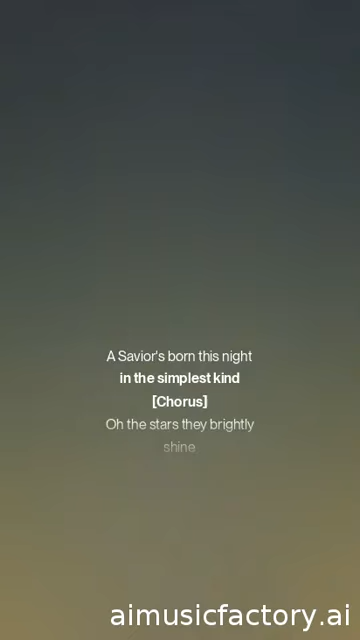 A Savior's born this night
in the simplest kind
[Chorus]
Oh the stars they brightly
shine
aimusicfactory.ai